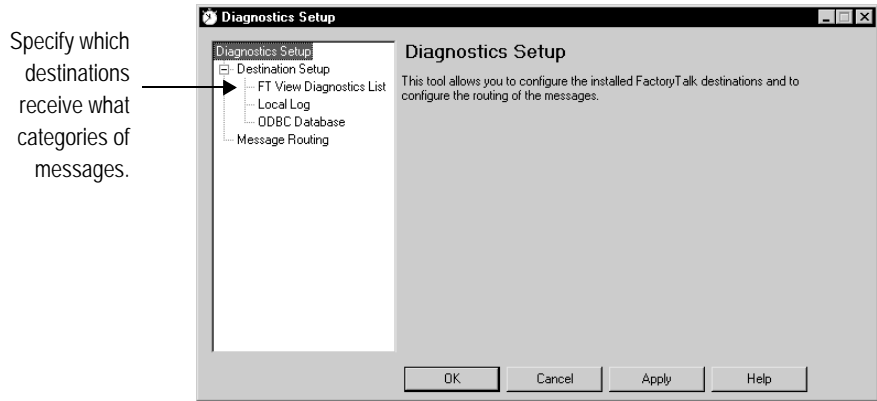 Specify which
destinations
receive what
categories of
messages.
Diagnostics Setup
Diagnostics Setup
Destination Setup
FT View Diagnostics List
Local Log
ODBC Database
Message Routing
Diagnostics Setup
This tool allows you to configure the installed FactoryTalk destinations and to
configure the routing of the messages.
OK
Cancel
Apply
Help